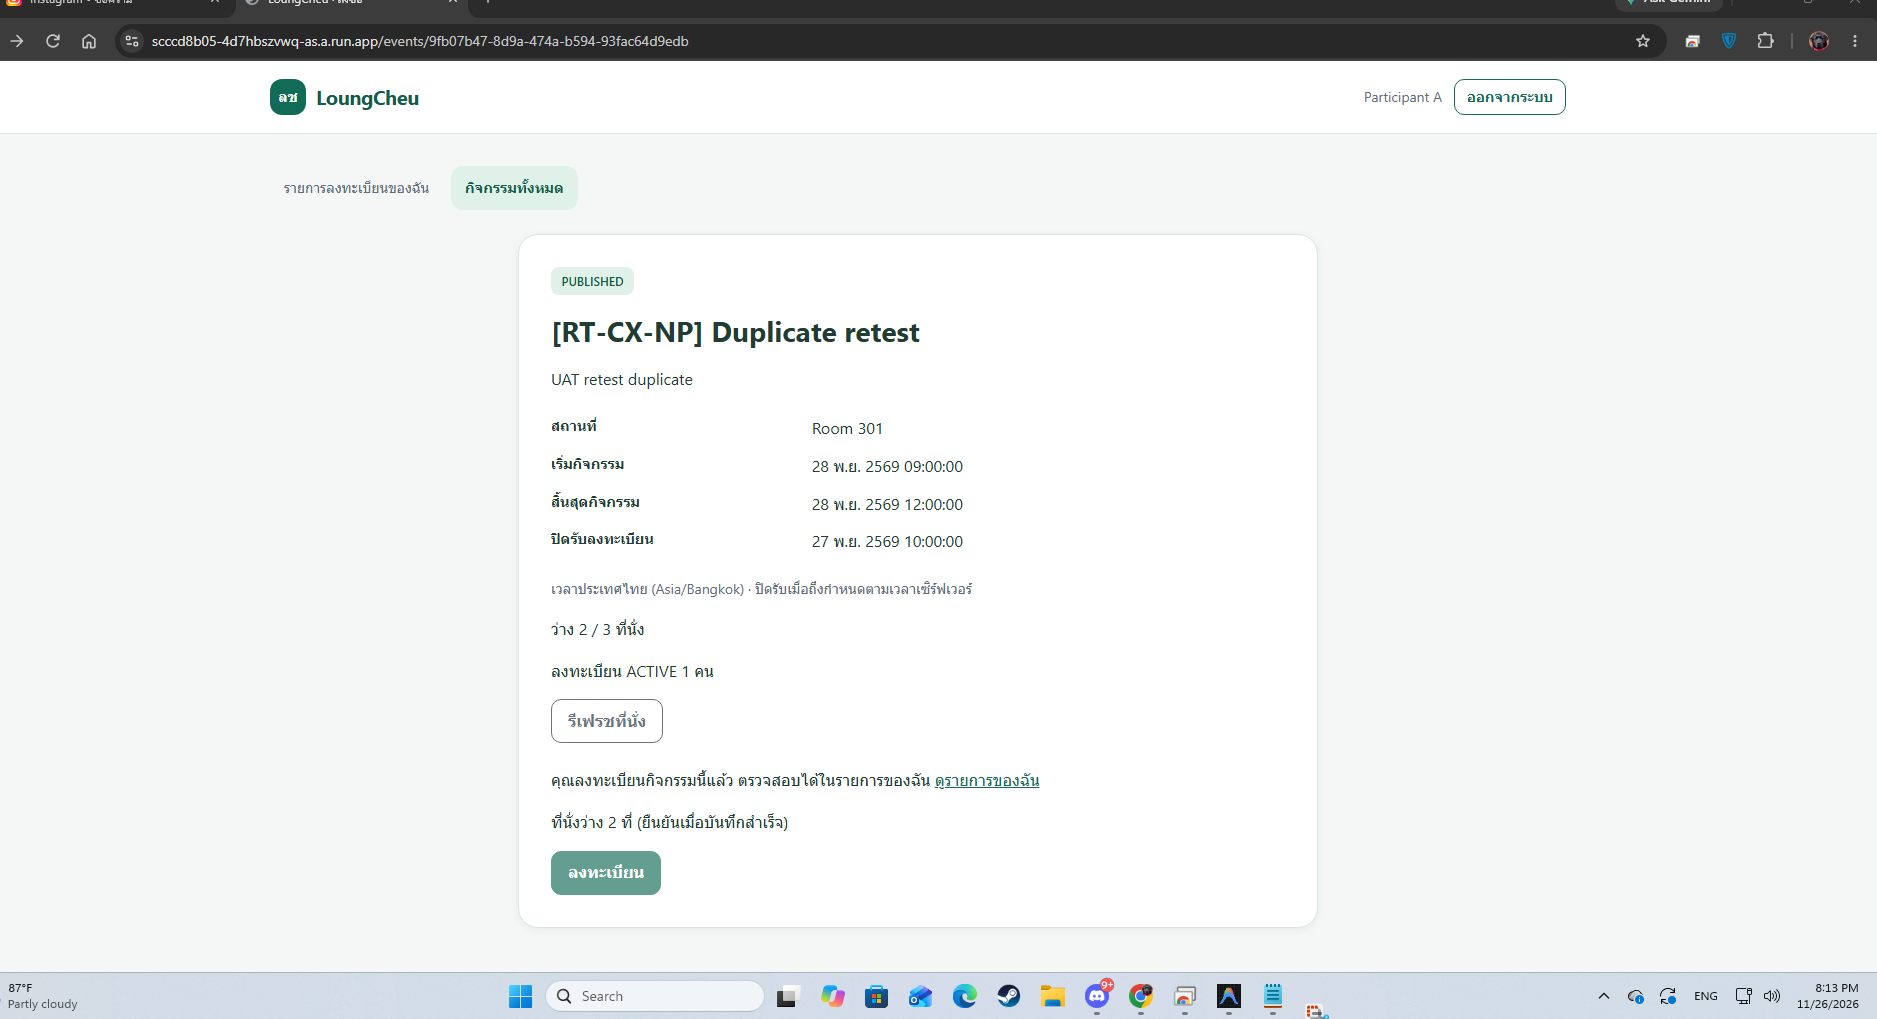 Instagram • ข้อความ
LoungCheu · ลงชื่อ
Ask Gemini
scccd8b05-4d7hbszvwq-as.a.run.app/events/9fb07b47-8d9a-474a-b594-93fac64d9edb
ลช LoungCheu
Participant A ออกจากระบบ
รายการลงทะเบียนของฉัน กิจกรรมทั้งหมด
PUBLISHED
[RT-CX-NP] Duplicate retest
UAT retest duplicate
สถานที่ Room 301
เริ่มกิจกรรม 28 พ.ย. 2569 09:00:00
สิ้นสุดกิจกรรม 28 พ.ย. 2569 12:00:00
ปิดรับลงทะเบียน 27 พ.ย. 2569 10:00:00
เวลาประเทศไทย (Asia/Bangkok) · ปิดรับเมื่อถึงกำหนดตามเวลาเซิร์ฟเวอร์
ว่าง 2 / 3 ที่นั่ง
ลงทะเบียน ACTIVE 1 คน
รีเฟรชที่นั่ง
คุณลงทะเบียนกิจกรรมนี้แล้ว ตรวจสอบได้ในรายการของฉัน ดูรายการของฉัน
ที่นั่งว่าง 2 ที่ (ยืนยันเมื่อบันทึกสำเร็จ)
ลงทะเบียน
87°F
Partly cloudy
Search
9+
ENG
8:13 PM
11/26/2026